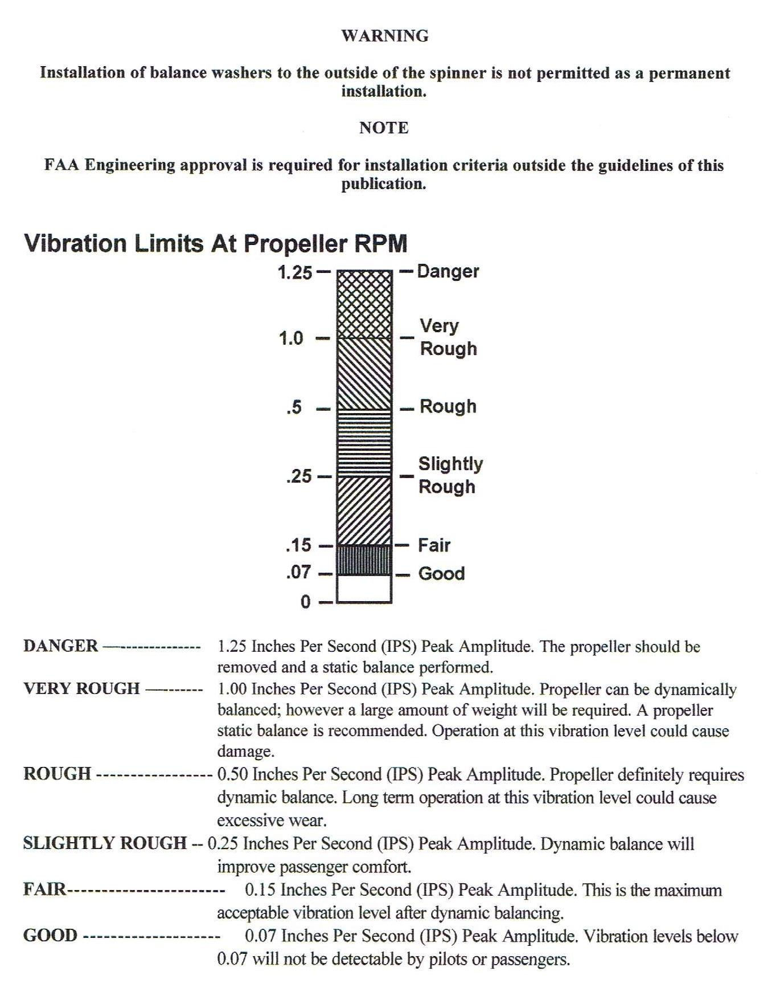 WARNING
Installation of balance washers to the outside of the spinner is not permitted as a permanent
installation.
NOTE
FAA Engineering approval is required for installation criteria outside the guidelines of this
publication.
Vibration Limits At Propeller RPM
1.25 Danger
1.0 Very
Rough
.5 Rough
.25 Slightly
Rough
.15 Fair
.07 Good
0
DANGER --------------- 1.25 Inches Per Second (IPS) Peak Amplitude. The propeller should be
removed and a static balance performed.
VERY ROUGH --------- 1.00 Inches Per Second (IPS) Peak Amplitude. Propeller can be dynamically
balanced; however a large amount of weight will be required. A propeller
static balance is recommended. Operation at this vibration level could cause
damage.
ROUGH ----------------- 0.50 Inches Per Second (IPS) Peak Amplitude. Propeller definitely requires
dynamic balance. Long term operation at this vibration level could cause
excessive wear.
SLIGHTLY ROUGH -- 0.25 Inches Per Second (IPS) Peak Amplitude. Dynamic balance will
improve passenger comfort.
FAIR----------------------- 0.15 Inches Per Second (IPS) Peak Amplitude. This is the maximum
acceptable vibration level after dynamic balancing.
GOOD -------------------- 0.07 Inches Per Second (IPS) Peak Amplitude. Vibration levels below
0.07 will not be detectable by pilots or passengers.